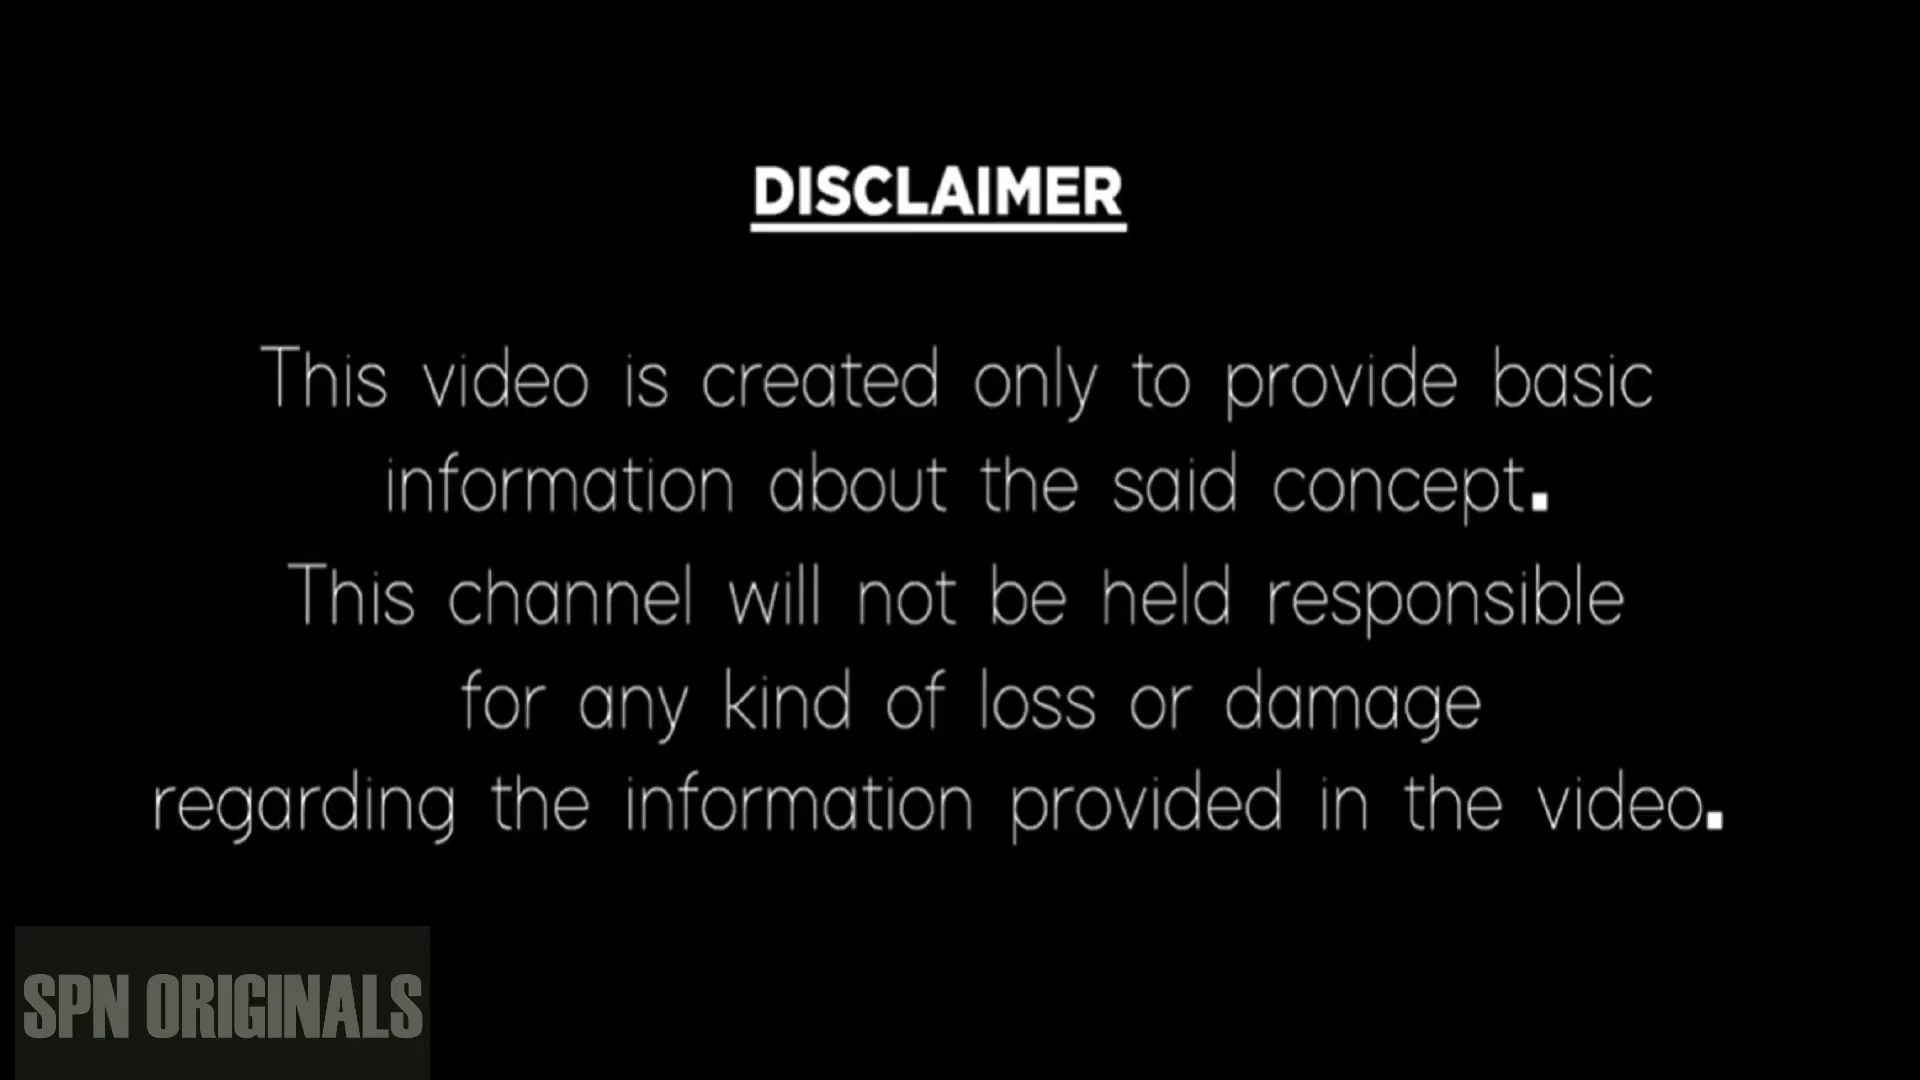 DISCLAIMER
This video is created only to provide basic
information about the said concept.
This channel will not be held responsible
for any kind of loss or damage
regarding the information provided in the video.
SPN ORIGINALS